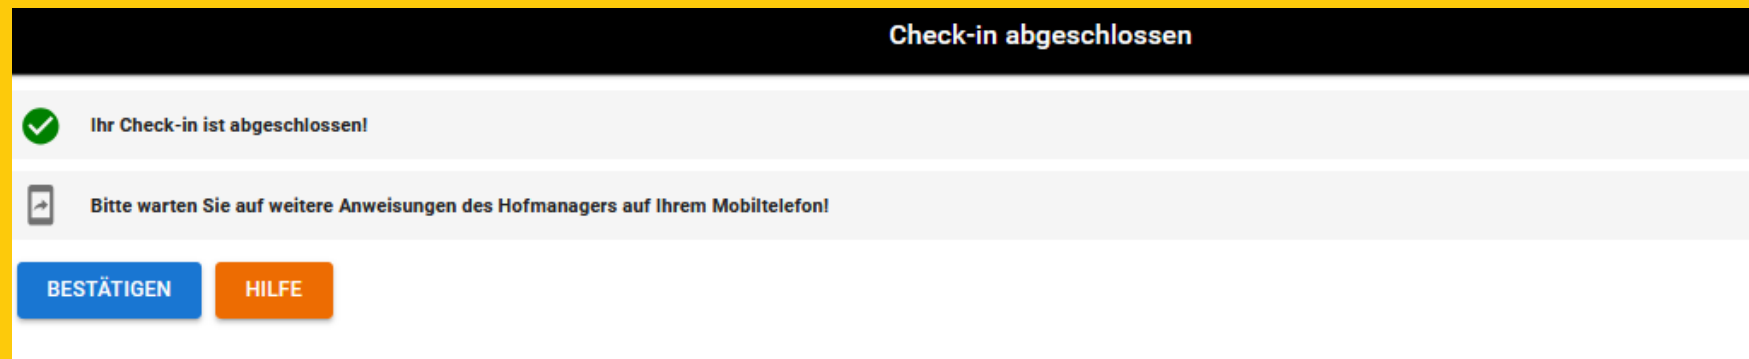 Check-in abgeschlossen
Ihr Check-in ist abgeschlossen!
Bitte warten Sie auf weitere Anweisungen des Hofmanagers auf Ihrem Mobiltelefon!
BESTÄTIGEN HILFE